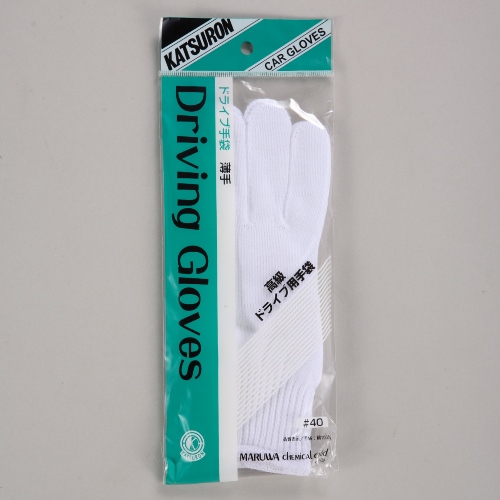 KATSURON
CAR GLOVES
Driving Gloves
ドライブ手袋 薄手
高級
ドライブ用手袋
#40
MARUWA CHEMICAL